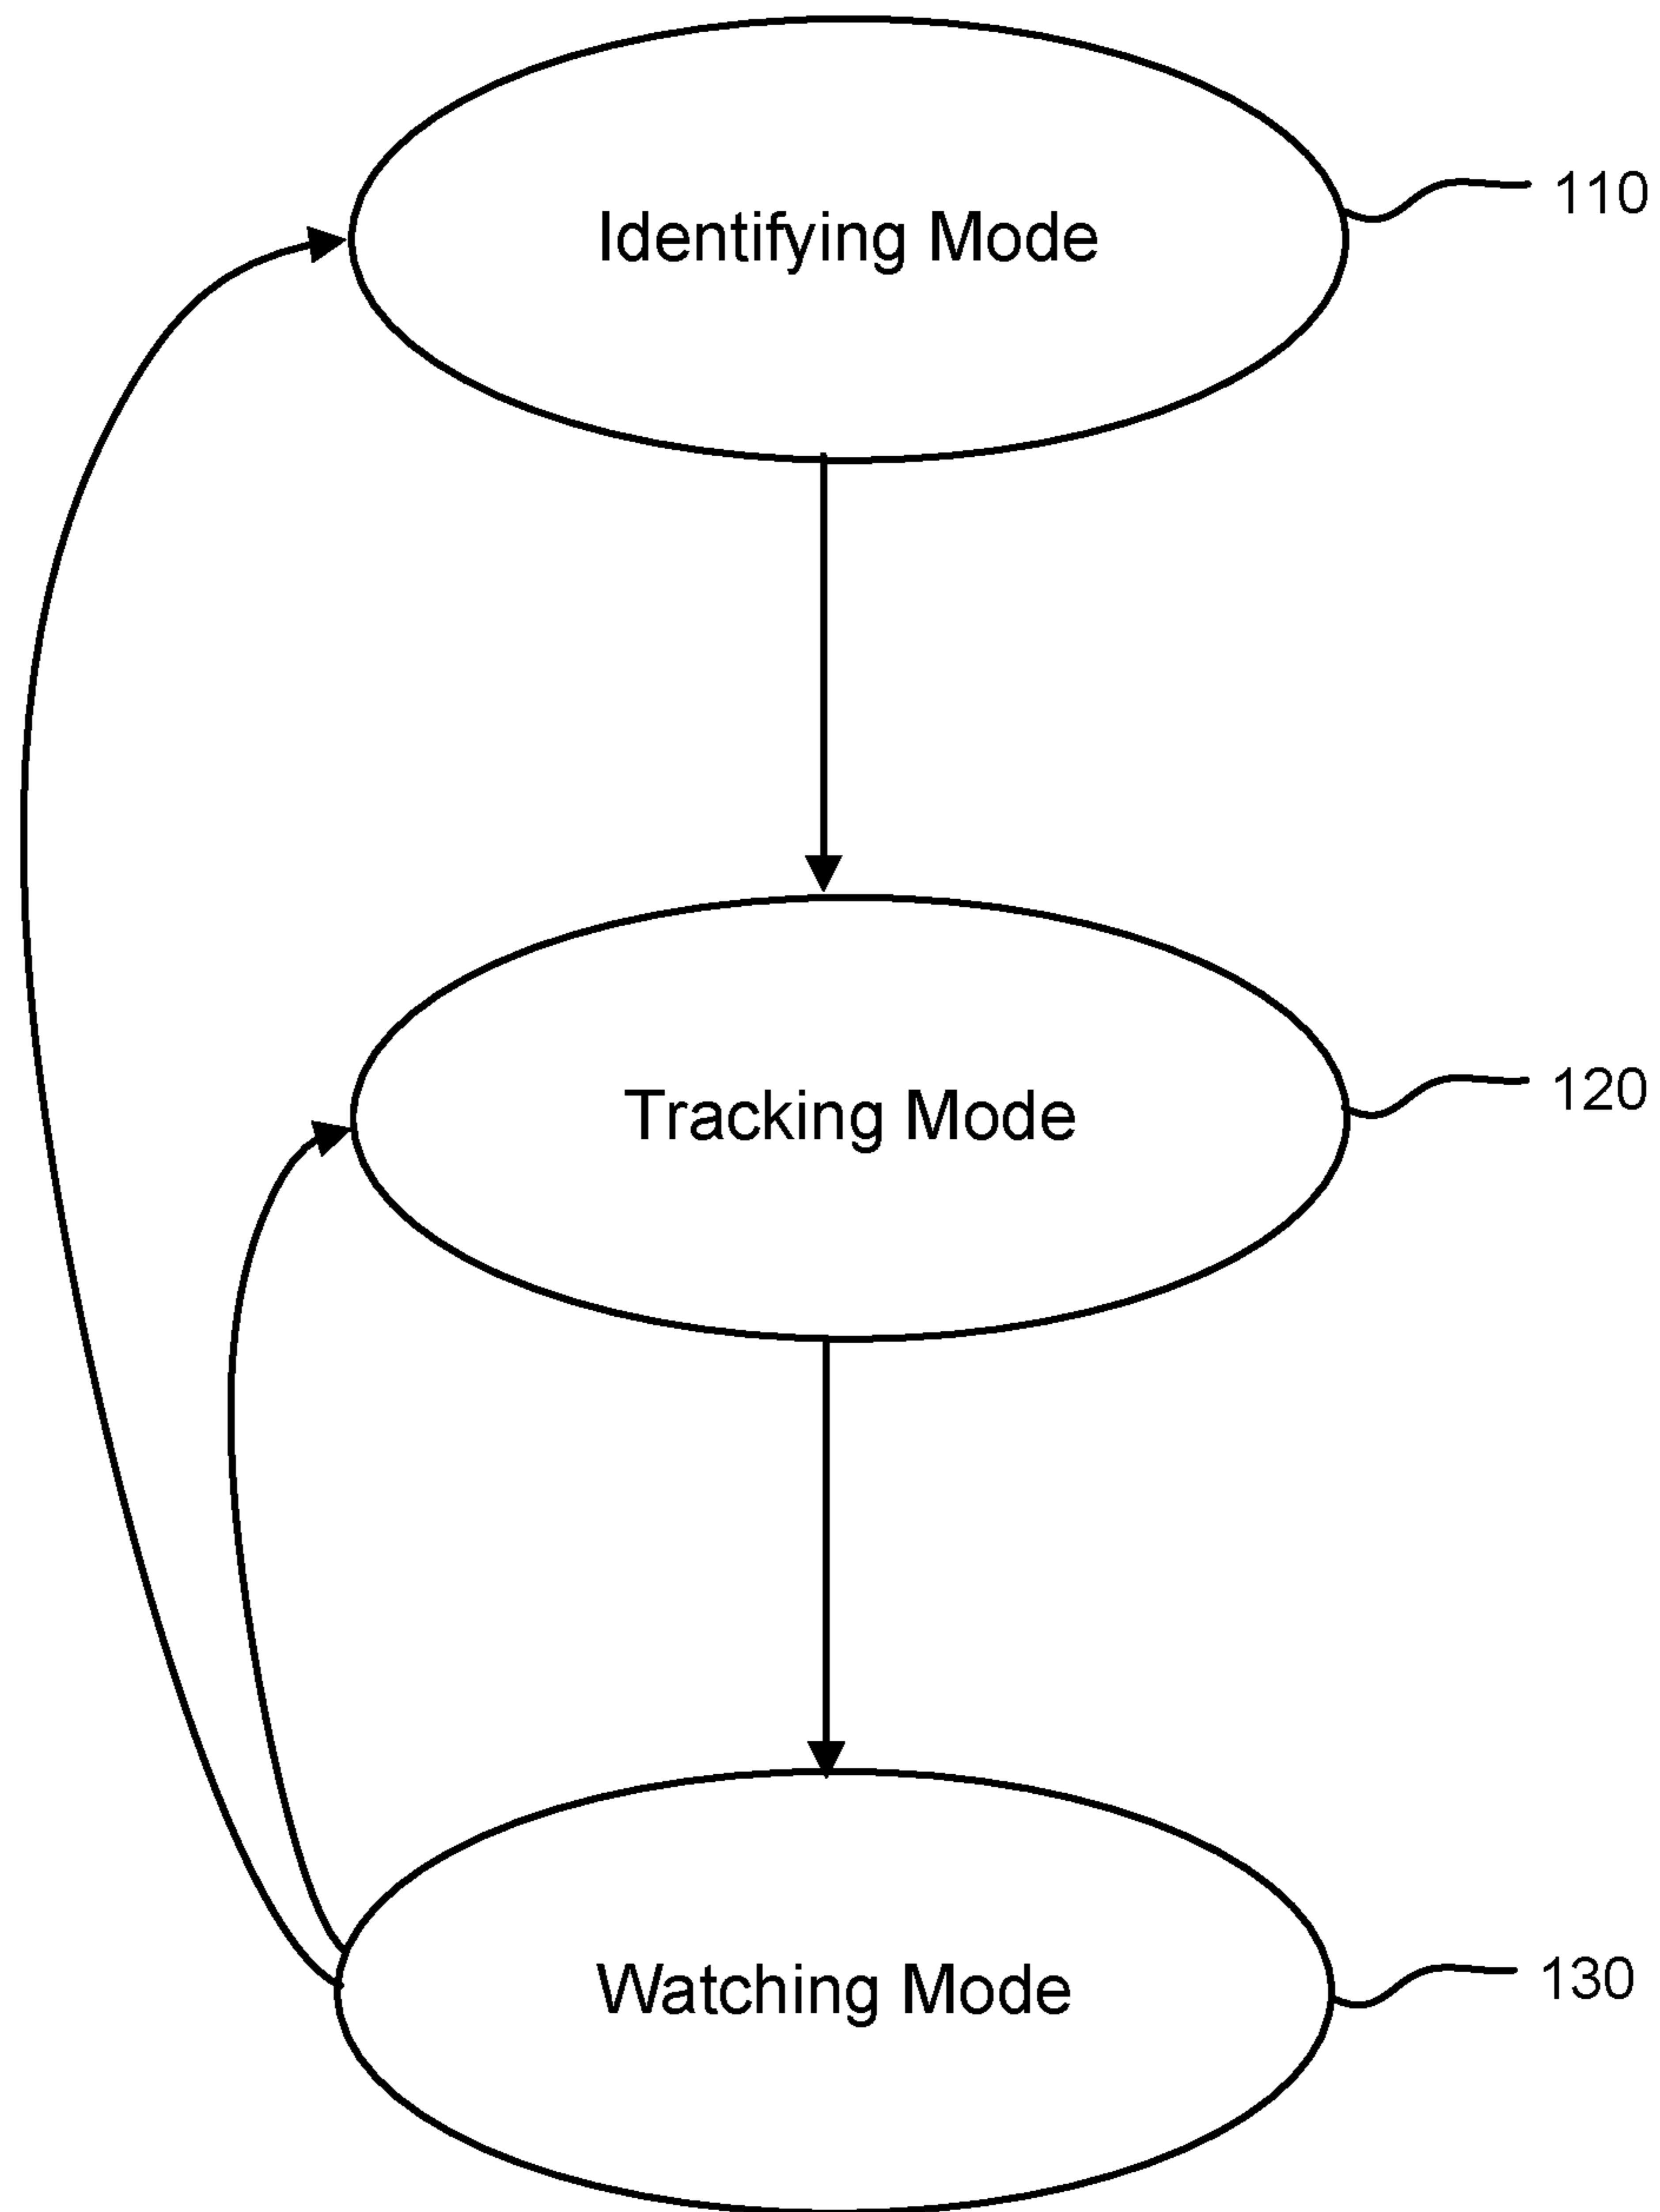 Identifying Mode
110
Tracking Mode
120
Watching Mode
130